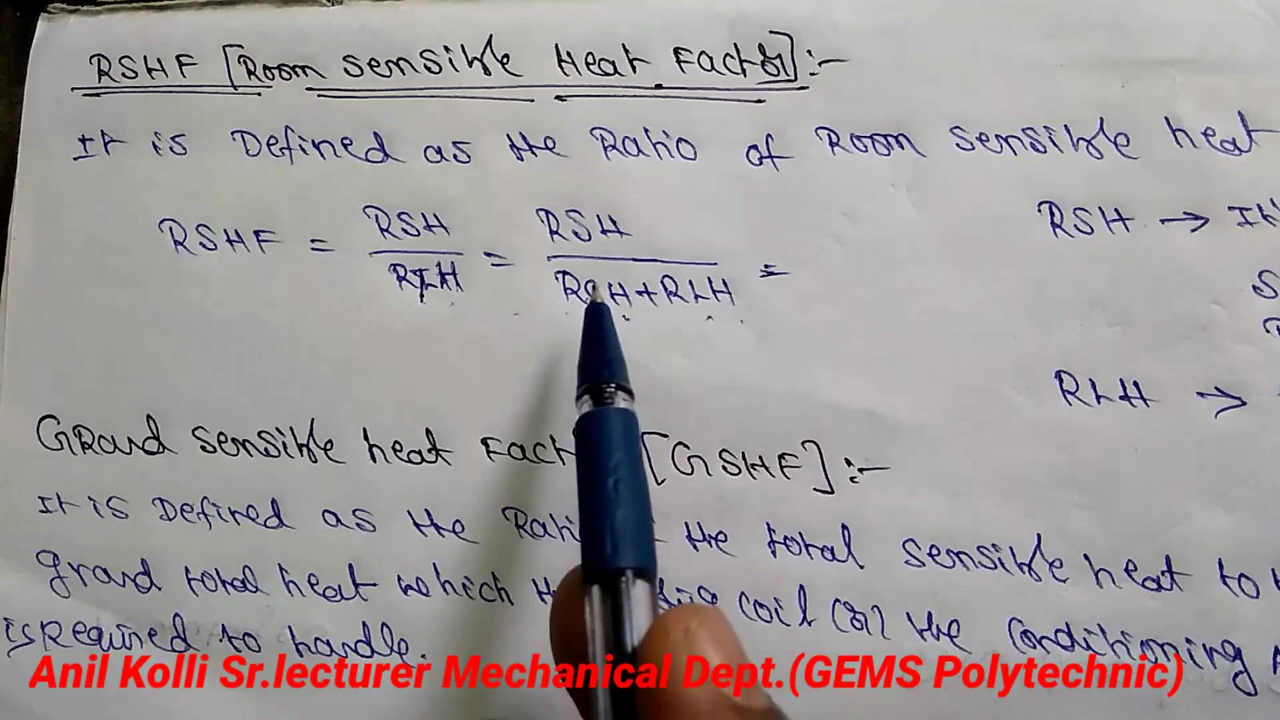 RSHF [Room sensible Heat Factor]:-
It is Defined as the Ratio of Room sensible heat
RSHF = RSH / RLH = RSH / RSH+RLH =
RSH →
RLH →
Grand sensible heat Fact [GSHF]:-
It is Defined as the Rati the total sensible heat to
grand total heat which coil (or) the Conditioning
is Required to handle.
Anil Kolli Sr.lecturer Mechanical Dept.(GEMS Polytechnic)